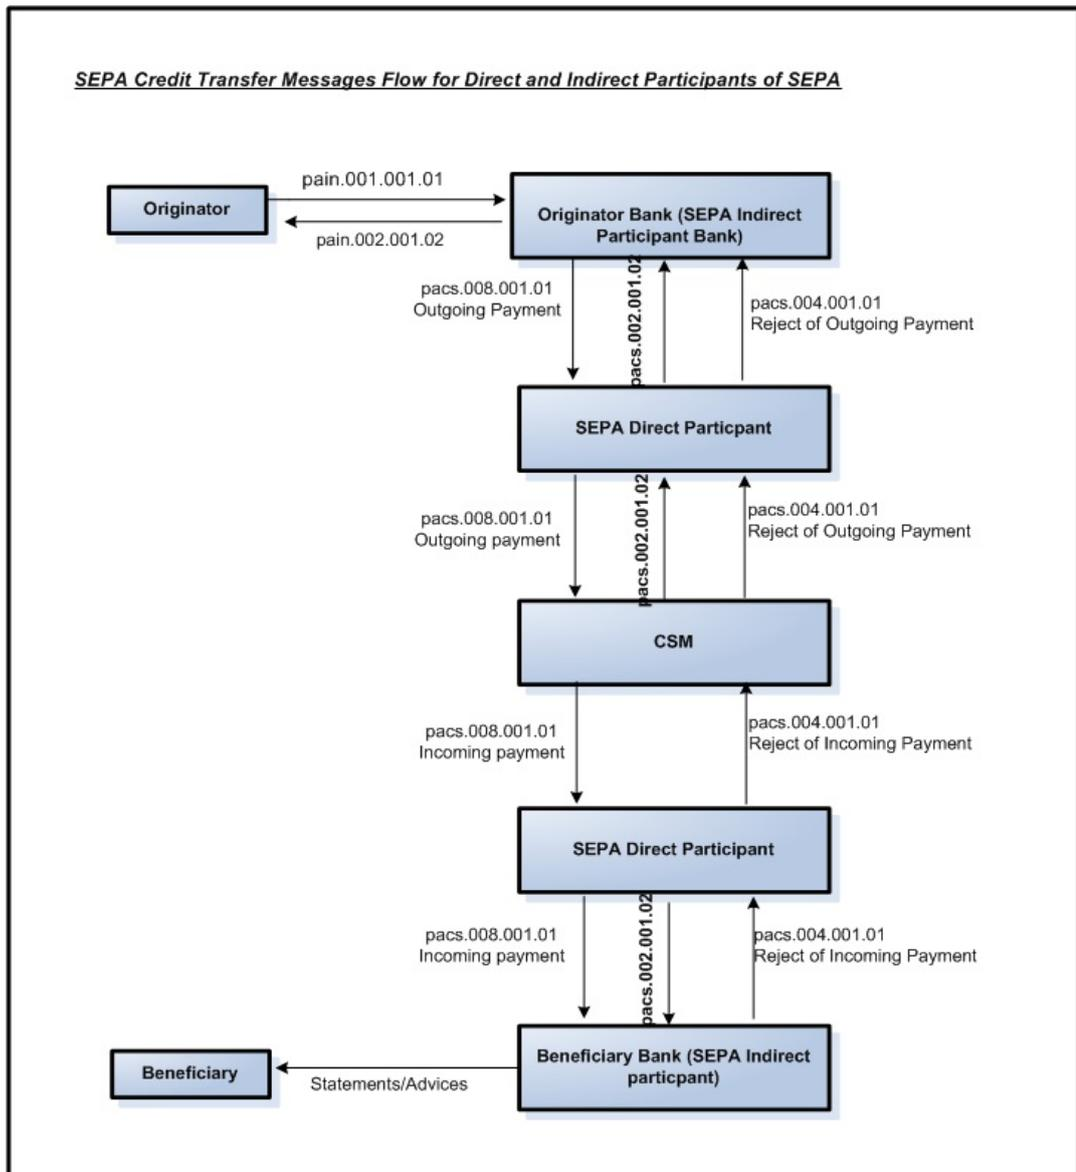 SEPA Credit Transfer Messages Flow for Direct and Indirect Participants of SEPA
pain.001.001.01
Originator
Originator Bank (SEPA Indirect
Participant Bank)
pain.002.001.02
pacs.008.001.01
Outgoing Payment
pacs.002.001.02
pacs.004.001.01
Reject of Outgoing Payment
SEPA Direct Particpant
pacs.008.001.01
Outgoing payment
pacs.002.001.02
pacs.004.001.01
Reject of Outgoing Payment
CSM
pacs.008.001.01
Incoming payment
pacs.004.001.01
Reject of Incoming Payment
SEPA Direct Participant
pacs.008.001.01
Incoming payment
pacs.002.001.02
pacs.004.001.01
Reject of Incoming Payment
Beneficiary Bank (SEPA Indirect
particpant)
Beneficiary
Statements/Advices